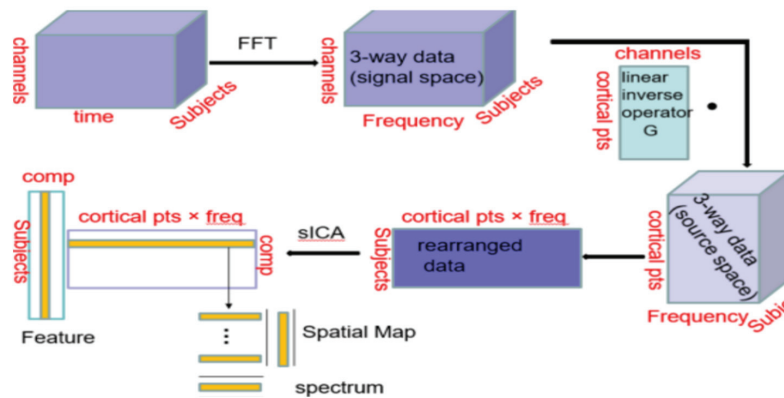 channels
time
Subjects
FFT
channels
3-way data
(signal space)
Frequency
Subjects
channels
cortical pts
linear
inverse
operator
G
3-way data
(source space)
cortical pts
Frequency
Subje
cortical pts × freq
Subjects
rearranged
data
sICA
cortical pts × freq
comp
comp
Subjects
Feature
...
Spatial Map
spectrum